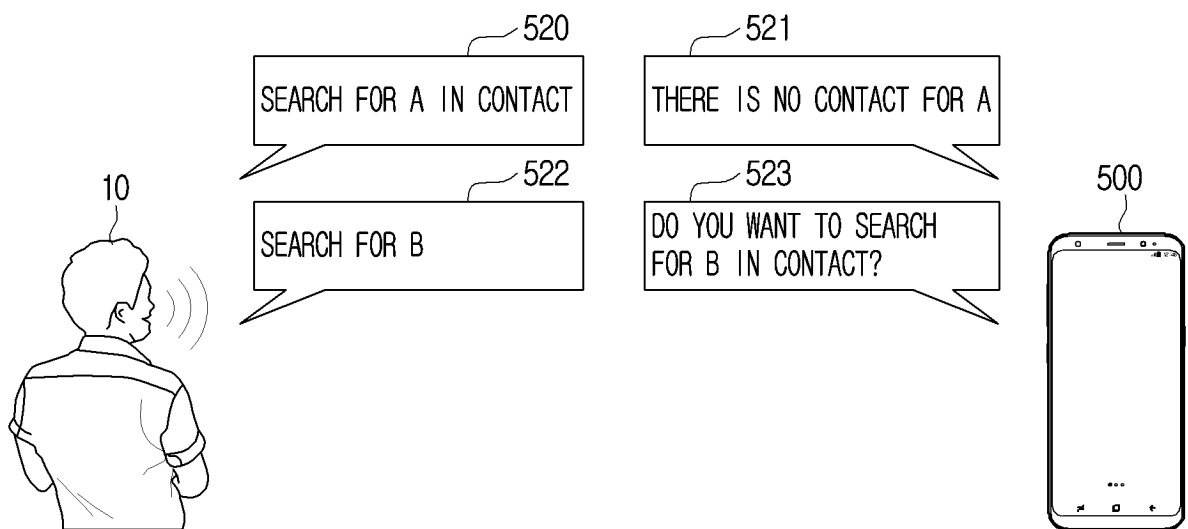 520
521
SEARCH FOR A IN CONTACT
THERE IS NO CONTACT FOR A
10
522
523
500
SEARCH FOR B
DO YOU WANT TO SEARCH
FOR B IN CONTACT?